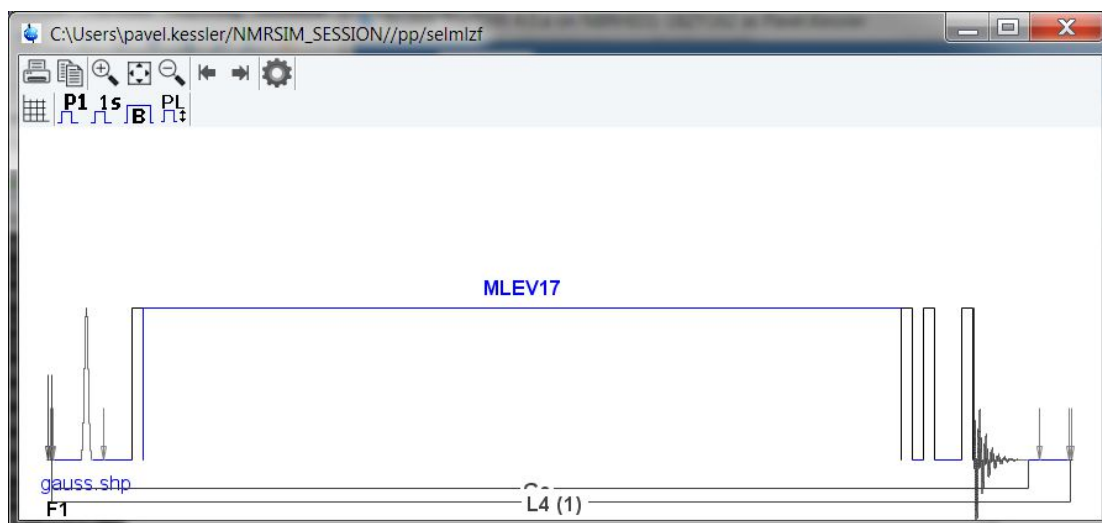 C:\Users\pavel.kessler/NMRSIM_SESSION//pp/selmlzf
P1 1s B PL
MLEV17
gauss.shp
L4 (1)
F1